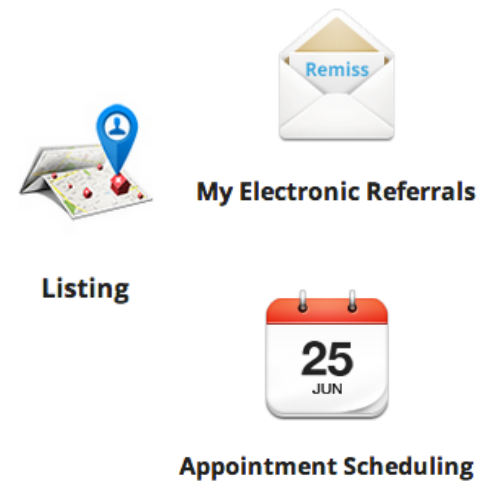 Remiss
My Electronic Referrals
Listing
25
JUN
Appointment Scheduling